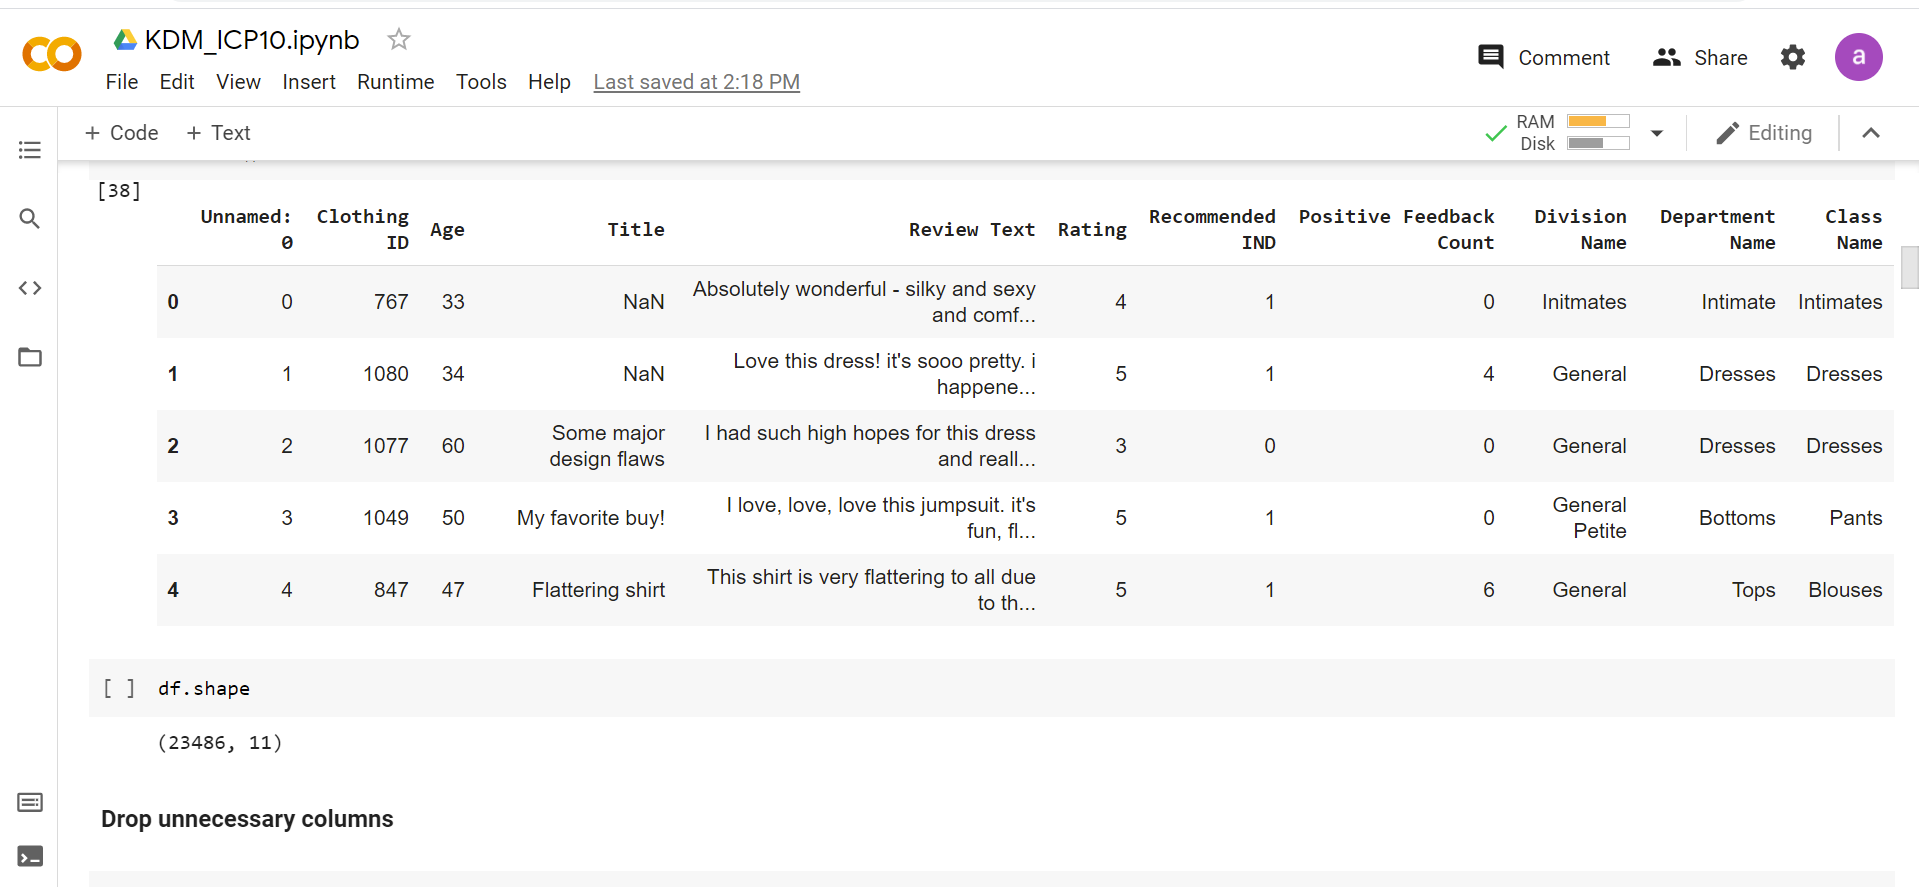 KDM_ICP10.ipynb
File Edit View Insert Runtime Tools Help Last saved at 2:18 PM
Comment Share a
+ Code + Text
RAM
Disk
Editing
[38]
Unnamed: 0 Clothing ID Age Title Review Text Rating Recommended IND Positive Feedback Count Division Name Department Name Class Name
0 0 767 33 NaN Absolutely wonderful - silky and sexy and comf... 4 1 0 Initmates Intimate Intimates
1 1 1080 34 NaN Love this dress! it's sooo pretty. i happene... 5 1 4 General Dresses Dresses
2 2 1077 60 Some major design flaws I had such high hopes for this dress and reall... 3 0 0 General Dresses Dresses
3 3 1049 50 My favorite buy! I love, love, love this jumpsuit. it's fun, fl... 5 1 0 General Petite Bottoms Pants
4 4 847 47 Flattering shirt This shirt is very flattering to all due to th... 5 1 6 General Tops Blouses
[ ] df.shape
(23486, 11)
Drop unnecessary columns